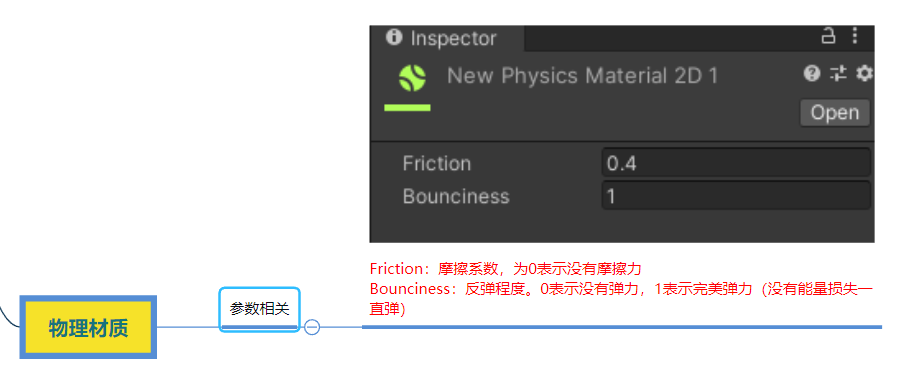 Inspector
New Physics Material 2D 1
Open
Friction 0.4
Bounciness 1
Friction：摩擦系数，为0表示没有摩擦力
Bounciness：反弹程度。0表示没有弹力，1表示完美弹力（没有能量损失一
直弹）
参数相关
物理材质